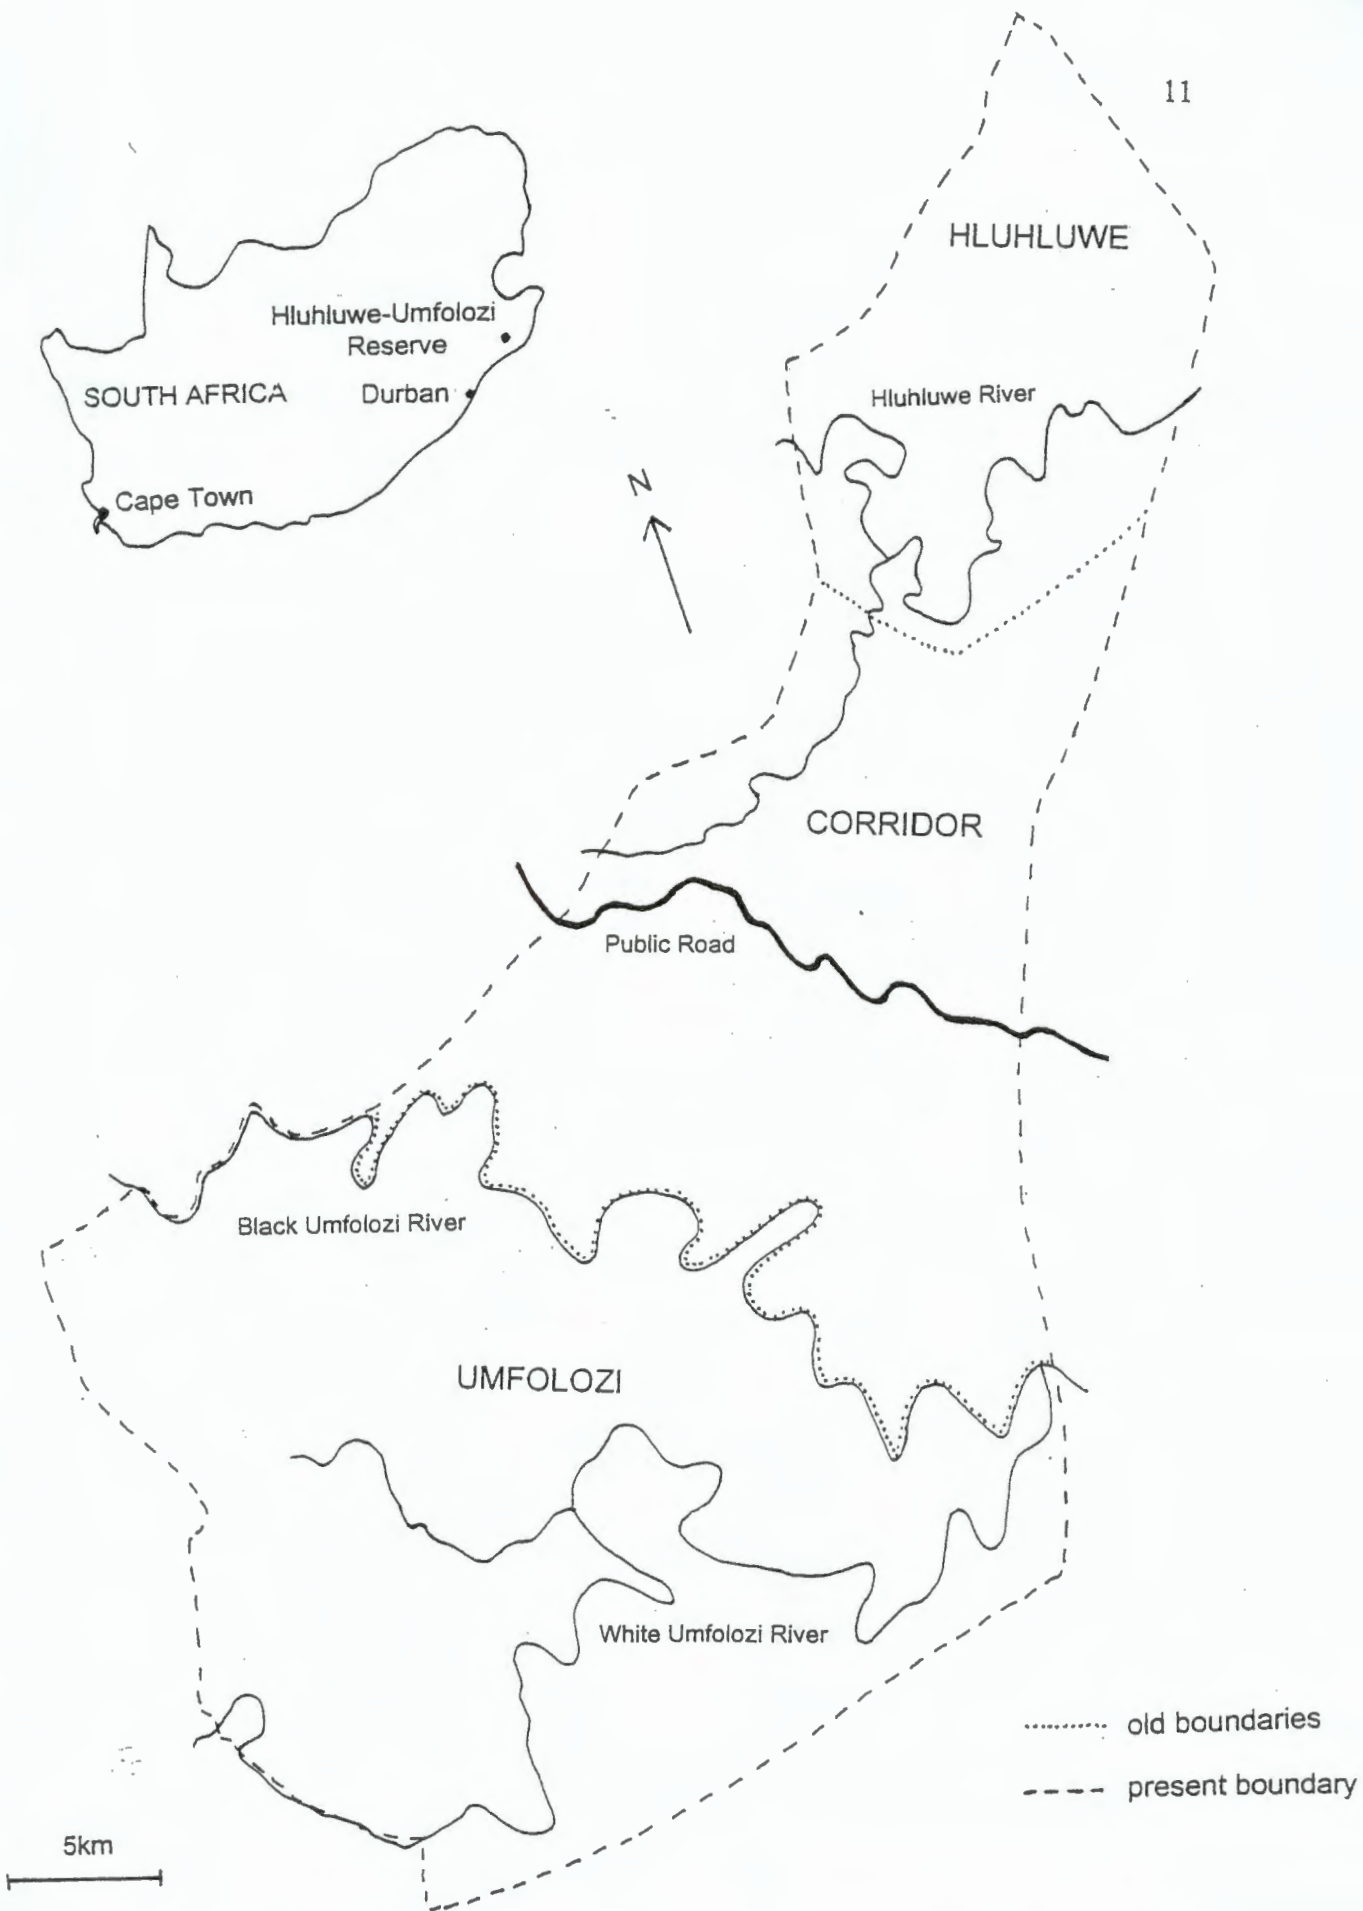 11
HLUHLUWE
Hluhluwe-Umfolozi
Reserve
SOUTH AFRICA
Durban
Cape Town
Hluhluwe River
N
CORRIDOR
Public Road
Black Umfolozi River
UMFOLOZI
White Umfolozi River
old boundaries
present boundary
5km